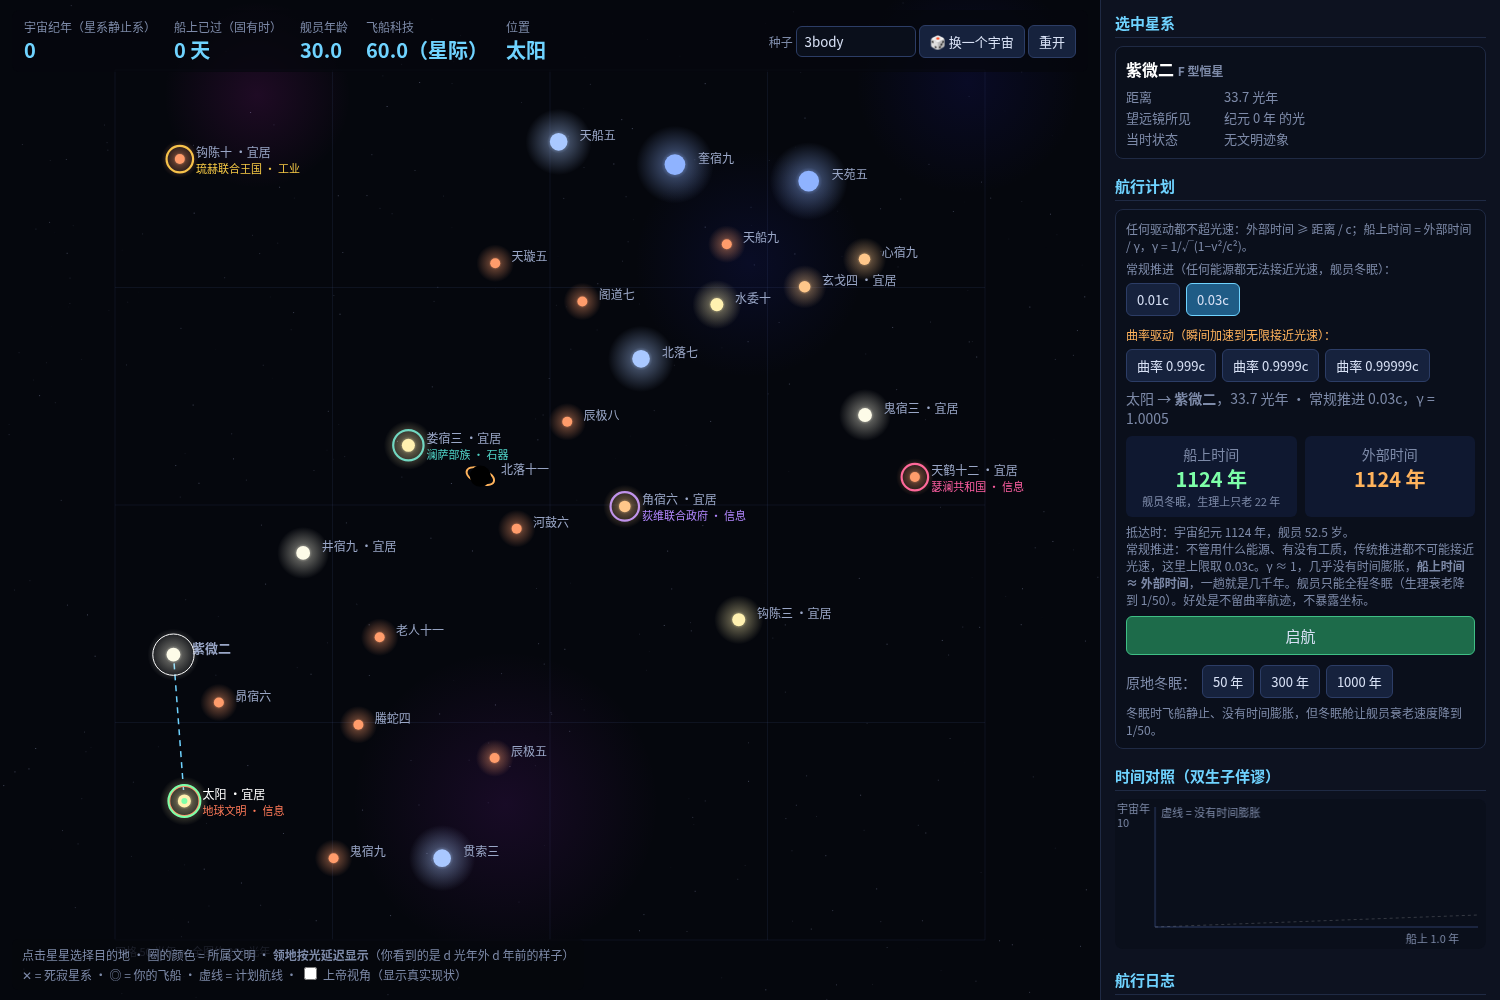 宇宙纪年（星系静止系）
0
船上已过（固有时）
0 天
舰员年龄
30.0
飞船科技
60.0（星际）
位置
太阳
种子
3body
🎲 换一个宇宙
重开
天船五
奎宿九
天苑五
钩陈十 · 宜居
琉赫联合王国 · 工业
天船九
心宿九
天璇五
玄戈四 · 宜居
阁道七
水委十
北落七
鬼宿三 · 宜居
辰极八
娄宿三 · 宜居
澜萨部族 · 石器
北落十一
天鹤十二 · 宜居
瑟澜共和国 · 信息
角宿六 · 宜居
荻维联合政府 · 信息
河鼓六
井宿九 · 宜居
钩陈三 · 宜居
老人十一
紫微二
昴宿六
螣蛇四
辰极五
太阳 · 宜居
地球文明 · 信息
鬼宿九
贯索三
点击星星选择目的地 · 圈的颜色 = 所属文明 · 领地按光延迟显示（你看到的是 d 光年外 d 年前的样子）
✕ = 死寂星系 · ◎ = 你的飞船 · 虚线 = 计划航线 ·
上帝视角（显示真实现状）
选中星系
紫微二 F 型恒星
距离 33.7 光年
望远镜所见 纪元 0 年 的光
当时状态 无文明迹象
航行计划
任何驱动都不超光速：外部时间 ⩾ 距离 / c；船上时间 = 外部时间
/ γ，γ = 1/√(1−v²/c²)。
常规推进（任何能源都无法接近光速，舰员冬眠）：
0.01c
0.03c
曲率驱动（瞬间加速到无限接近光速）：
曲率 0.999c
曲率 0.9999c
曲率 0.99999c
太阳 → 紫微二，33.7 光年 · 常规推进 0.03c，γ =
1.0005
船上时间
1124 年
舰员冬眠，生理上只老 22 年
外部时间
1124 年
抵达时：宇宙纪元 1124 年，舰员 52.5 岁。
常规推进：不管用什么能源、有没有工质，传统推进都不可能接近
光速，这里上限取 0.03c。γ ≈ 1，几乎没有时间膨胀，船上时间
≈ 外部时间，一趟就是几千年。舰员只能全程冬眠（生理衰老降
到 1/50）。好处是不留曲率航迹，不暴露坐标。
启航
原地冬眠：
50 年
300 年
1000 年
冬眠时飞船静止、没有时间膨胀，但冬眠舱让舰员衰老速度降到
1/50。
时间对照（双生子佯谬）
宇宙年
10
虚线 = 没有时间膨胀
船上 1.0 年
航行日志